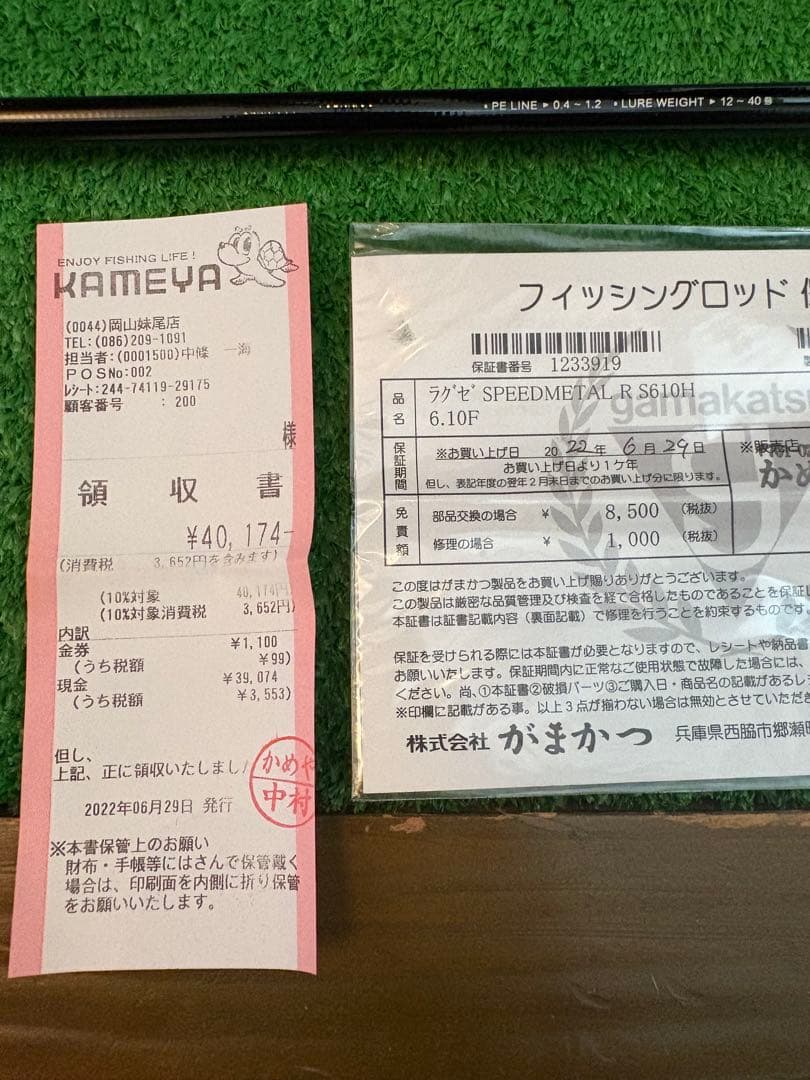 • PE LINE ▸ 0.4 ~ 1.2 • LURE WEIGHT ▸ 12 ~ 40号
ENJOY FISHING LIFE !
KAMEYA
(0044)岡山妹尾店
TEL:(086)209-1091
担当者:(0001500)中條 一海
POSNo:002
レシート:244-74119-29175
顧客番号 : 200
様
領 収 書
¥40,174-
(消費税 3,652円を含みます)
(10%対象 40,174円)
(10%対象消費税 3,652円)
内訳
金券 ¥1,100
(うち税額 ¥99)
現金 ¥39,074
(うち税額 ¥3,553)
但し、
上記、正に領収いたしまし
かめや
中村
2022年06月29日 発行
※本書保管上のお願い
財布・手帳等にはさんで保管戴く
場合は、印刷面を内側に折り保管
をお願いいたします。
フィッシングロッド
保証書番号 1233919
品名 ラグゼ SPEEDMETAL R S610H
6.10F
gamakats
保証期間 ※お買い上げ日 2022年 6月 29日
お買い上げ日より1ケ年
但し、表記年度の翌年2月末日までのお買い上げ分に限ります。
※販売店
かめ
免責額 部品交換の場合 ¥ 8,500 (税抜)
修理の場合 ¥ 1,000 (税抜)
この度はがまかつ製品をお買い上げ賜りありがとうございます。
この製品は厳密な品質管理及び検査を経て合格したものであることを保証し
本証書は証書記載内容(裏面記載)で修理を行うことを約束するものです。
保証を受けられる際には本証書が必要となりますので、レシートや納品書
お願いいたします。保証期間内に正常なご使用状態で故障した場合には、
ください。尚、①本証書②破損パーツ③ご購入日・商品名の記載があるレシ
※印欄に記載がある事。以上3点が揃わない場合は無効とさせていただき
株式会社 がまかつ 兵庫県西脇市郷瀬町